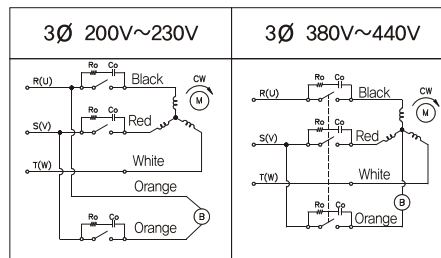 3Ø 200V～230V
Ro Co
R(U)
Black
CW
M
Ro Co
S(V)
Red
T(W)
White
Orange
B
Ro Co
Orange
3Ø 380V～440V
Ro Co
R(U)
Black
CW
M
Ro Co
S(V)
Red
T(W)
White
B
Ro Co
Orange